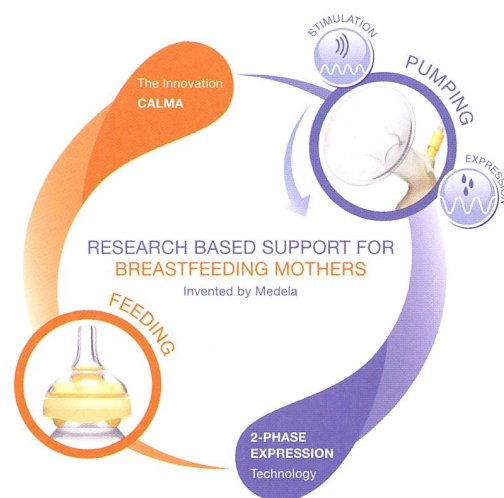 STIMULATION
PUMPING
EXPRESSION
The Innovation
CALMA
RESEARCH BASED SUPPORT FOR
BREASTFEEDING MOTHERS
Invented by Medela
FEEDING
2-PHASE
EXPRESSION
Technology